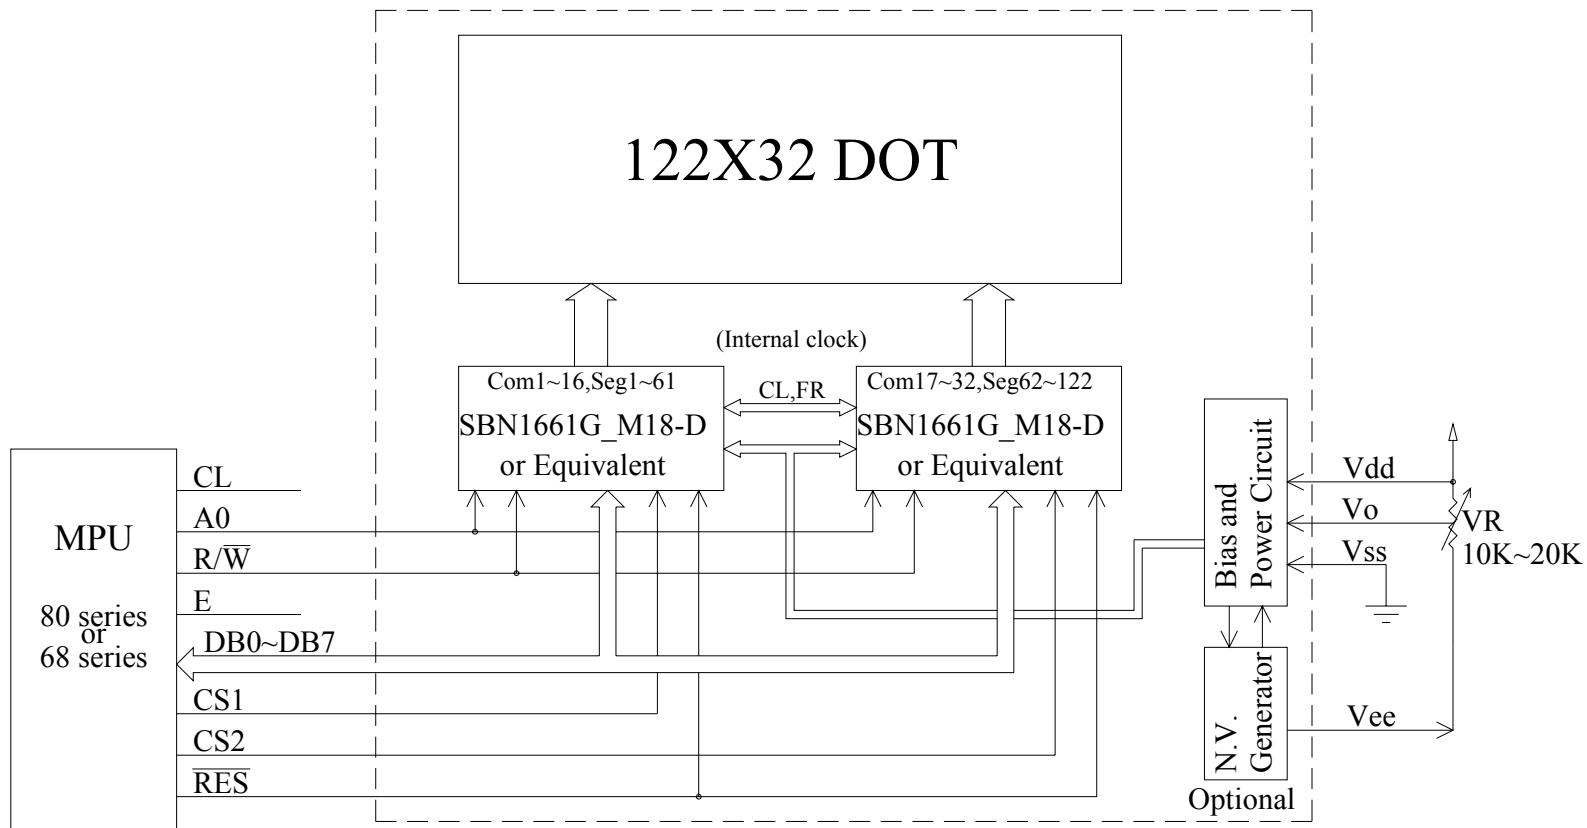 122X32 DOT
(Internal clock)
Com1~16,Seg1~61
SBN1661G_M18-D
or Equivalent
CL,FR
Com17~32,Seg62~122
SBN1661G_M18-D
or Equivalent
MPU
80 series
or
68 series
CL
A0
R/W̅
E
DB0~DB7
CS1
CS2
R̅E̅S̅
Bias and
Power Circuit
N.V.
Generator
Optional
Vdd
Vo
Vss
Vee
VR
10K~20K